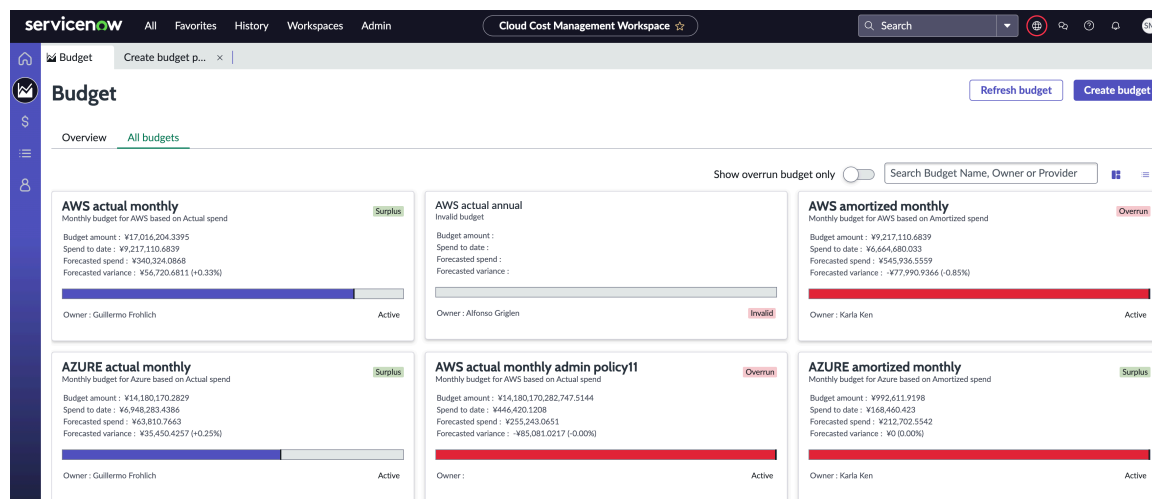 servicenow All Favorites History Workspaces Admin Cloud Cost Management Workspace Search
Budget Create budget p... ×
Budget Refresh budget Create budget
Overview All budgets
Show overrun budget only Search Budget Name, Owner or Provider
AWS actual monthly
Monthly budget for AWS based on Actual spend
Surplus
Budget amount : ¥17,016,204.3395
Spend to date : ¥9,217,110.6839
Forecasted spend : ¥340,324.0868
Forecasted variance : ¥56,720.6811 (+0.33%)
Owner : Guillermo Frohlich Active
AWS actual annual
Invalid budget
Budget amount :
Spend to date :
Forecasted spend :
Forecasted variance :
Owner : Alfonso Griglen Invalid
AWS amortized monthly
Monthly budget for AWS based on Amortized spend
Overrun
Budget amount : ¥9,217,110.6839
Spend to date : ¥6,664,680.033
Forecasted spend : ¥545,936.5559
Forecasted variance : -¥77,990.9366 (-0.85%)
Owner : Karla Ken Active
AZURE actual monthly
Monthly budget for Azure based on Actual spend
Surplus
Budget amount : ¥14,180,170.2829
Spend to date : ¥6,948,283.4386
Forecasted spend : ¥63,810.7663
Forecasted variance : ¥35,450.4257 (+0.25%)
Owner : Guillermo Frohlich Active
AWS actual monthly admin policy11
Monthly budget for AWS based on Actual spend
Overrun
Budget amount : ¥14,180,170,282,747.5144
Spend to date : ¥446,420.1208
Forecasted spend : ¥255,243.0651
Forecasted variance : -¥85,081.0217 (-0.00%)
Owner : Active
AZURE amortized monthly
Monthly budget for Azure based on Amortized spend
Surplus
Budget amount : ¥992,611.9198
Spend to date : ¥168,460.423
Forecasted spend : ¥212,702.5542
Forecasted variance : ¥0 (0.00%)
Owner : Karla Ken Active